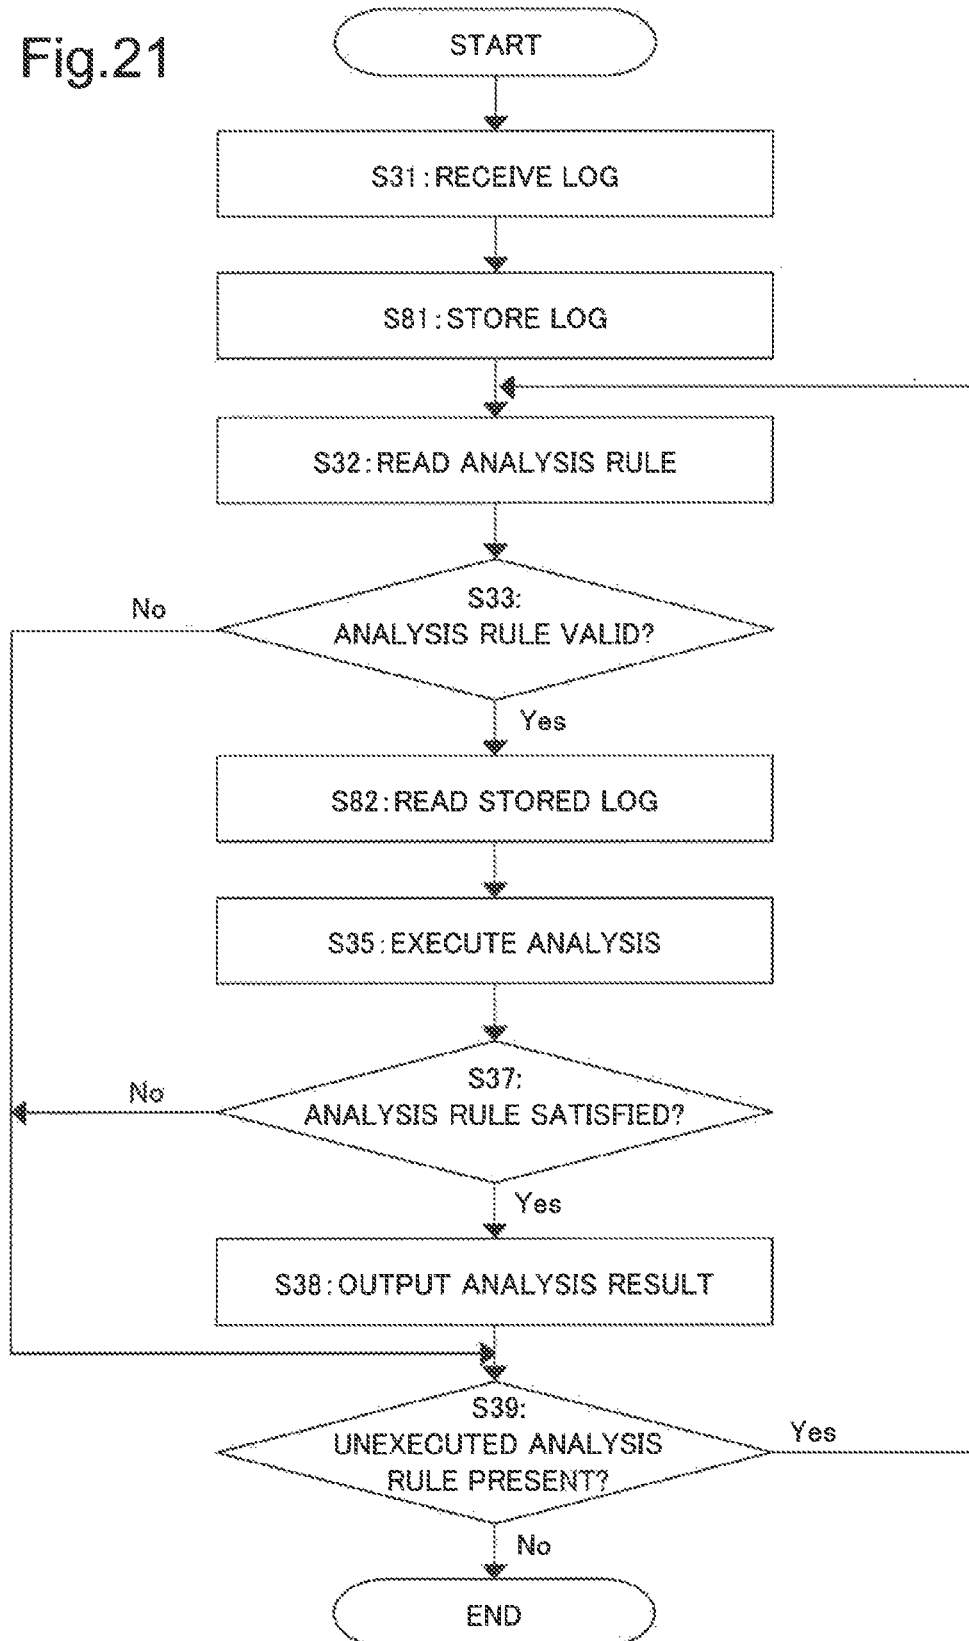 Fig.21
START
S31:RECEIVE LOG
S81:STORE LOG
S32:READ ANALYSIS RULE
S33:
ANALYSIS RULE VALID?
No
Yes
S82:READ STORED LOG
S35:EXECUTE ANALYSIS
S37:
ANALYSIS RULE SATISFIED?
No
Yes
S38:OUTPUT ANALYSIS RESULT
S39:
UNEXECUTED ANALYSIS
RULE PRESENT?
Yes
No
END